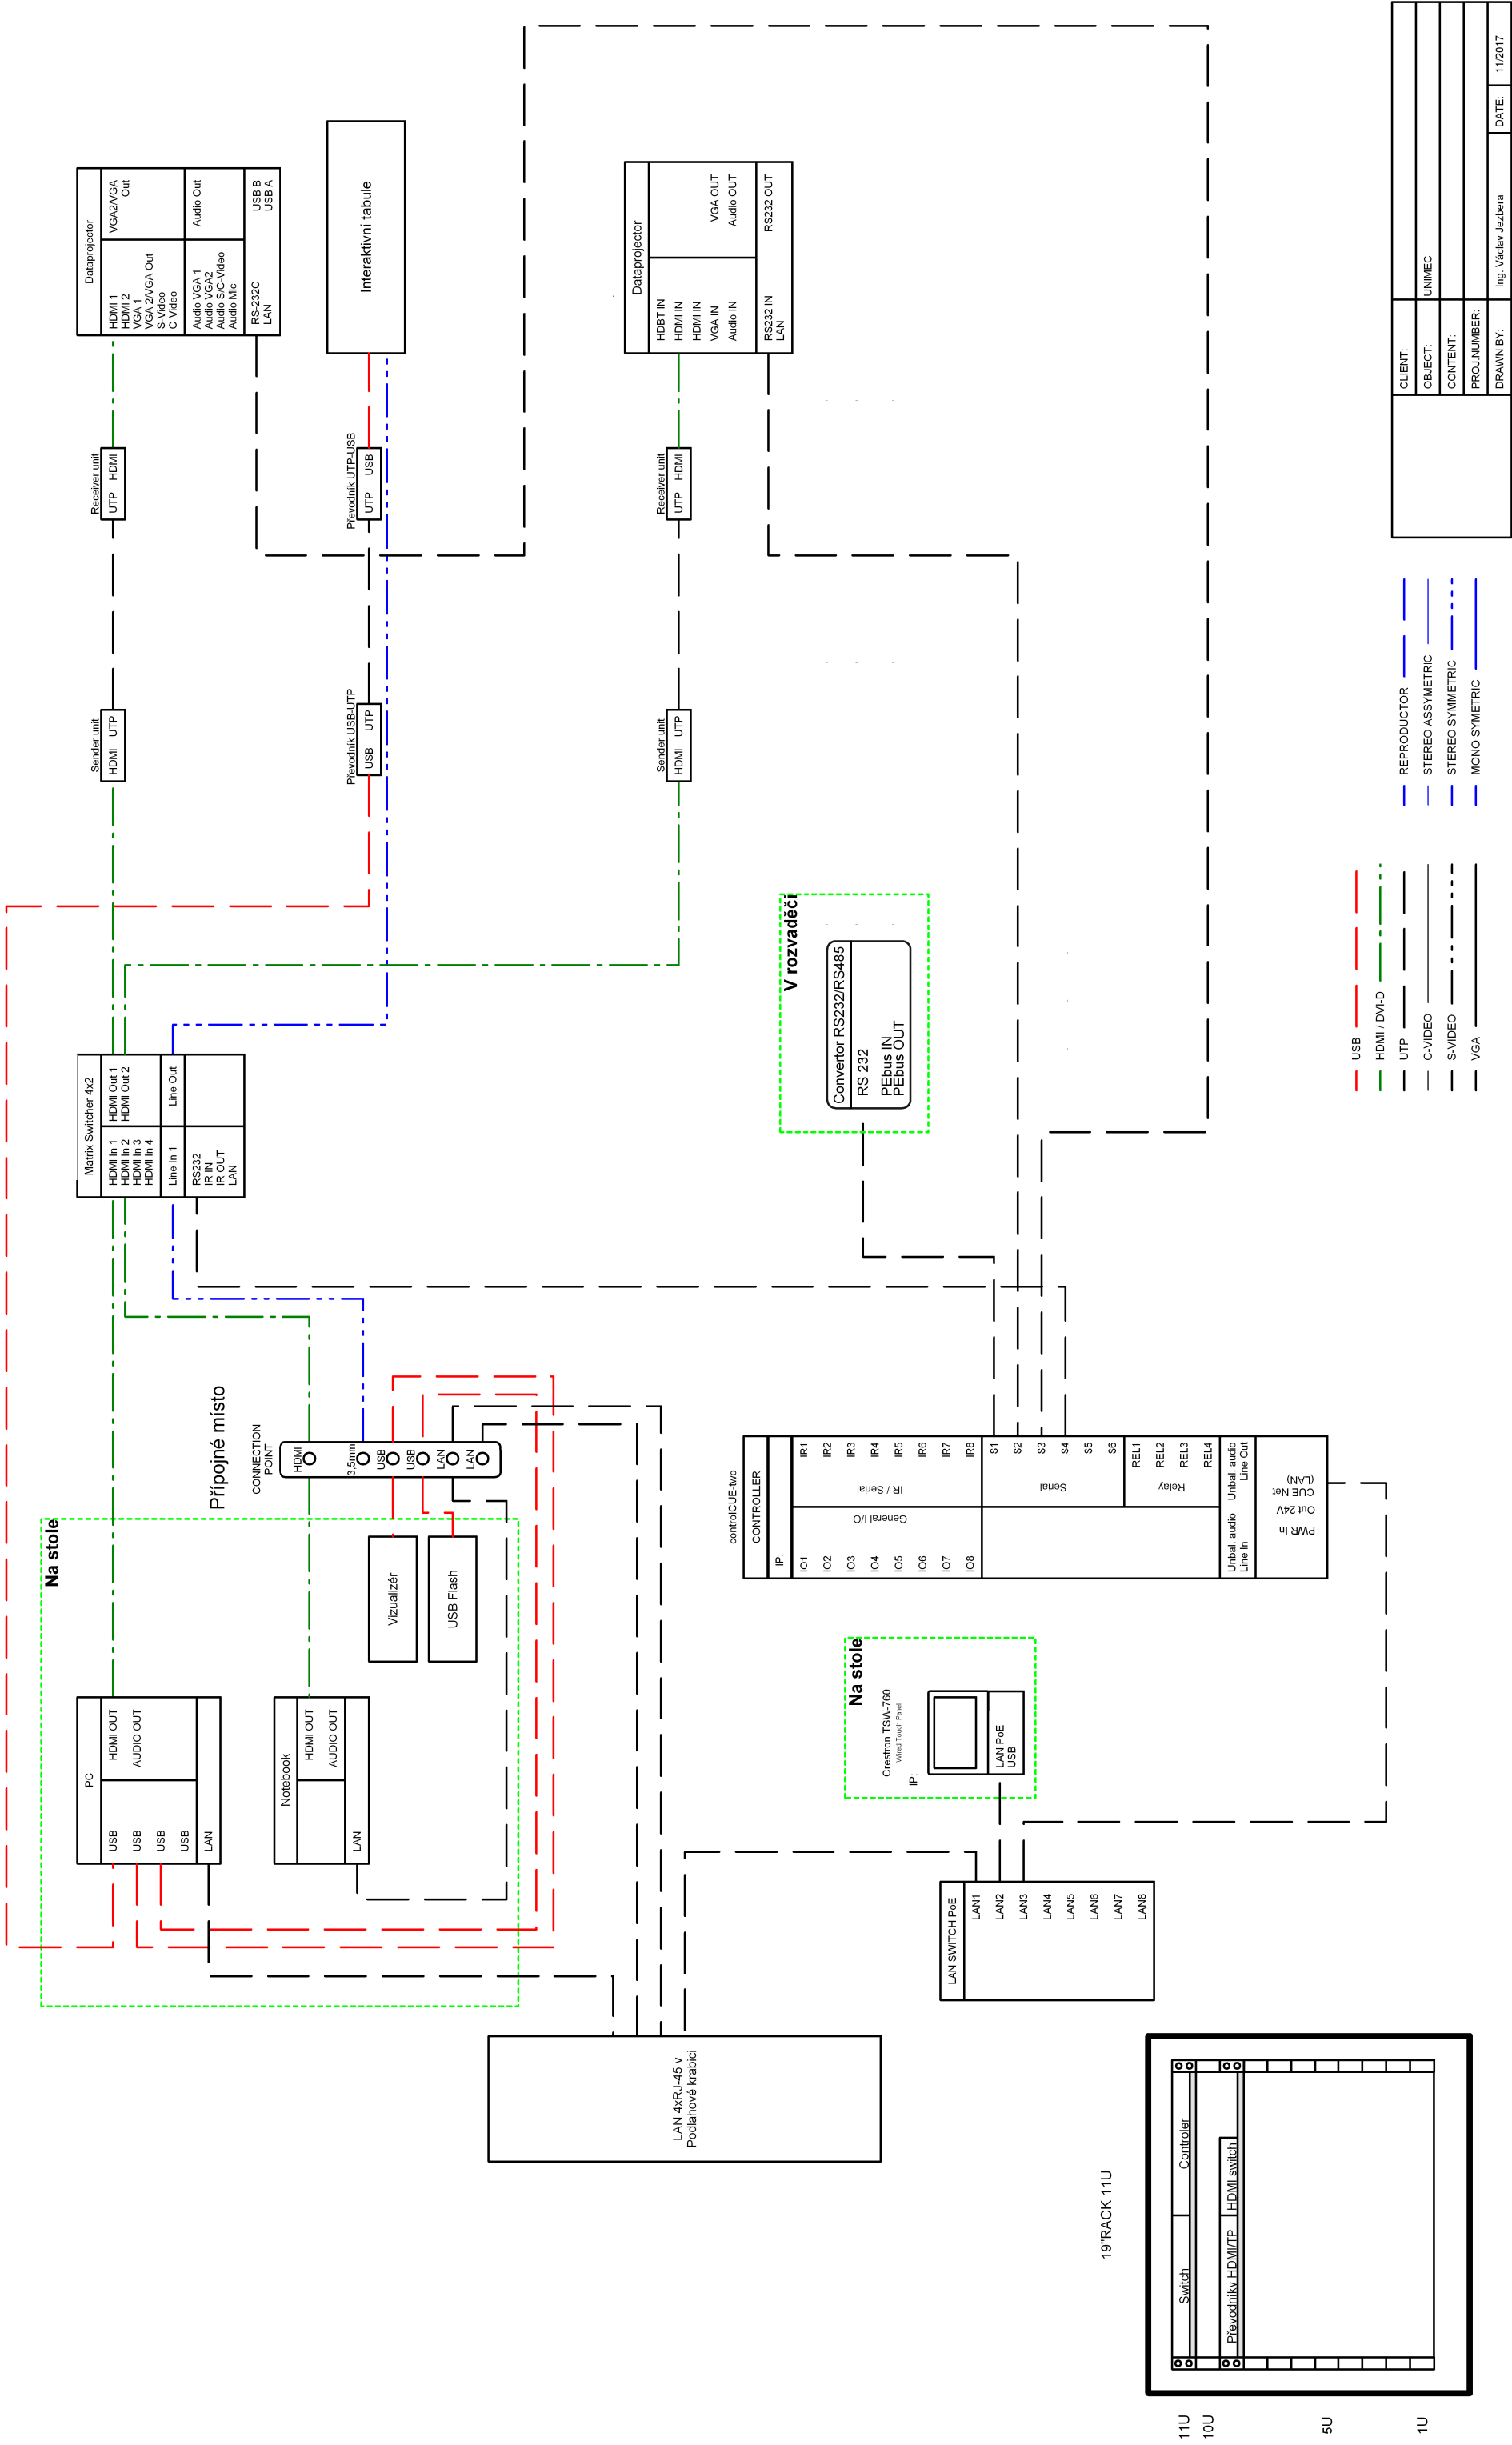 Dataprojector
HDMI 1
HDMI 2
VGA 1
VGA 2/VGA Out
S-Video
C-Video
VGA2/VGA
Out
Audio VGA 1
Audio VGA2
Audio S/C-Video
Audio Mic
Audio Out
RS-232C
LAN
USB B
USB A
Interaktivní tabule
Dataprojector
HDBT IN
HDMI IN
HDMI IN
VGA IN
Audio IN
VGA OUT
Audio OUT
RS232 IN
LAN
RS232 OUT
Receiver unit
UTP HDMI
Převodník UTP-USB
UTP USB
Receiver unit
UTP HDMI
Sender unit
HDMI UTP
Převodník USB-UTP
USB UTP
Sender unit
HDMI UTP
Matrix Switcher 4x2
HDMI In 1
HDMI In 2
HDMI In 3
HDMI In 4
HDMI Out 1
HDMI Out 2
Line In 1
Line Out
RS232
IR IN
IR OUT
LAN
V rozvaděči
Convertor RS232/RS485
RS 232
PEbus IN
PEbus OUT
Přípojné místo
CONNECTION
POINT
HDMI
3,5mm
USB
USB
LAN
LAN
Na stole
Vizualizér
USB Flash
PC
HDMI OUT
AUDIO OUT
USB
USB
USB
USB
LAN
Notebook
HDMI OUT
AUDIO OUT
LAN
controlCUE-two
CONTROLLER
IP:
IO1
IO2
IO3
IO4
IO5
IO6
IO7
IO8
General I/O
IR / Serial
IR1
IR2
IR3
IR4
IR5
IR6
IR7
IR8
Serial
S1
S2
S3
S4
S5
S6
Relay
REL1
REL2
REL3
REL4
Unbal. audio
Line In
Unbal. audio
Line Out
PWR In
Out 24V
CUE Net
(LAN)
Na stole
Crestron TSW-760
Wired Touch Panel
IP:
LAN PoE
USB
LAN SWITCH PoE
LAN1
LAN2
LAN3
LAN4
LAN5
LAN6
LAN7
LAN8
LAN 4xRJ-45 v
Podlahové krabici
19"RACK 11U
Switch
Controler
Převodníky HDMI/TP
HDMI switch
11U
10U
5U
1U
USB
HDMI / DVI-D
UTP
C-VIDEO
S-VIDEO
VGA
REPRODUCTOR
STEREO ASSYMETRIC
STEREO SYMMETRIC
MONO SYMETRIC
CLIENT:
OBJECT: UNIMEC
CONTENT:
PROJ.NUMBER:
DRAWN BY: Ing. Václav Jezbera DATE: 11/2017